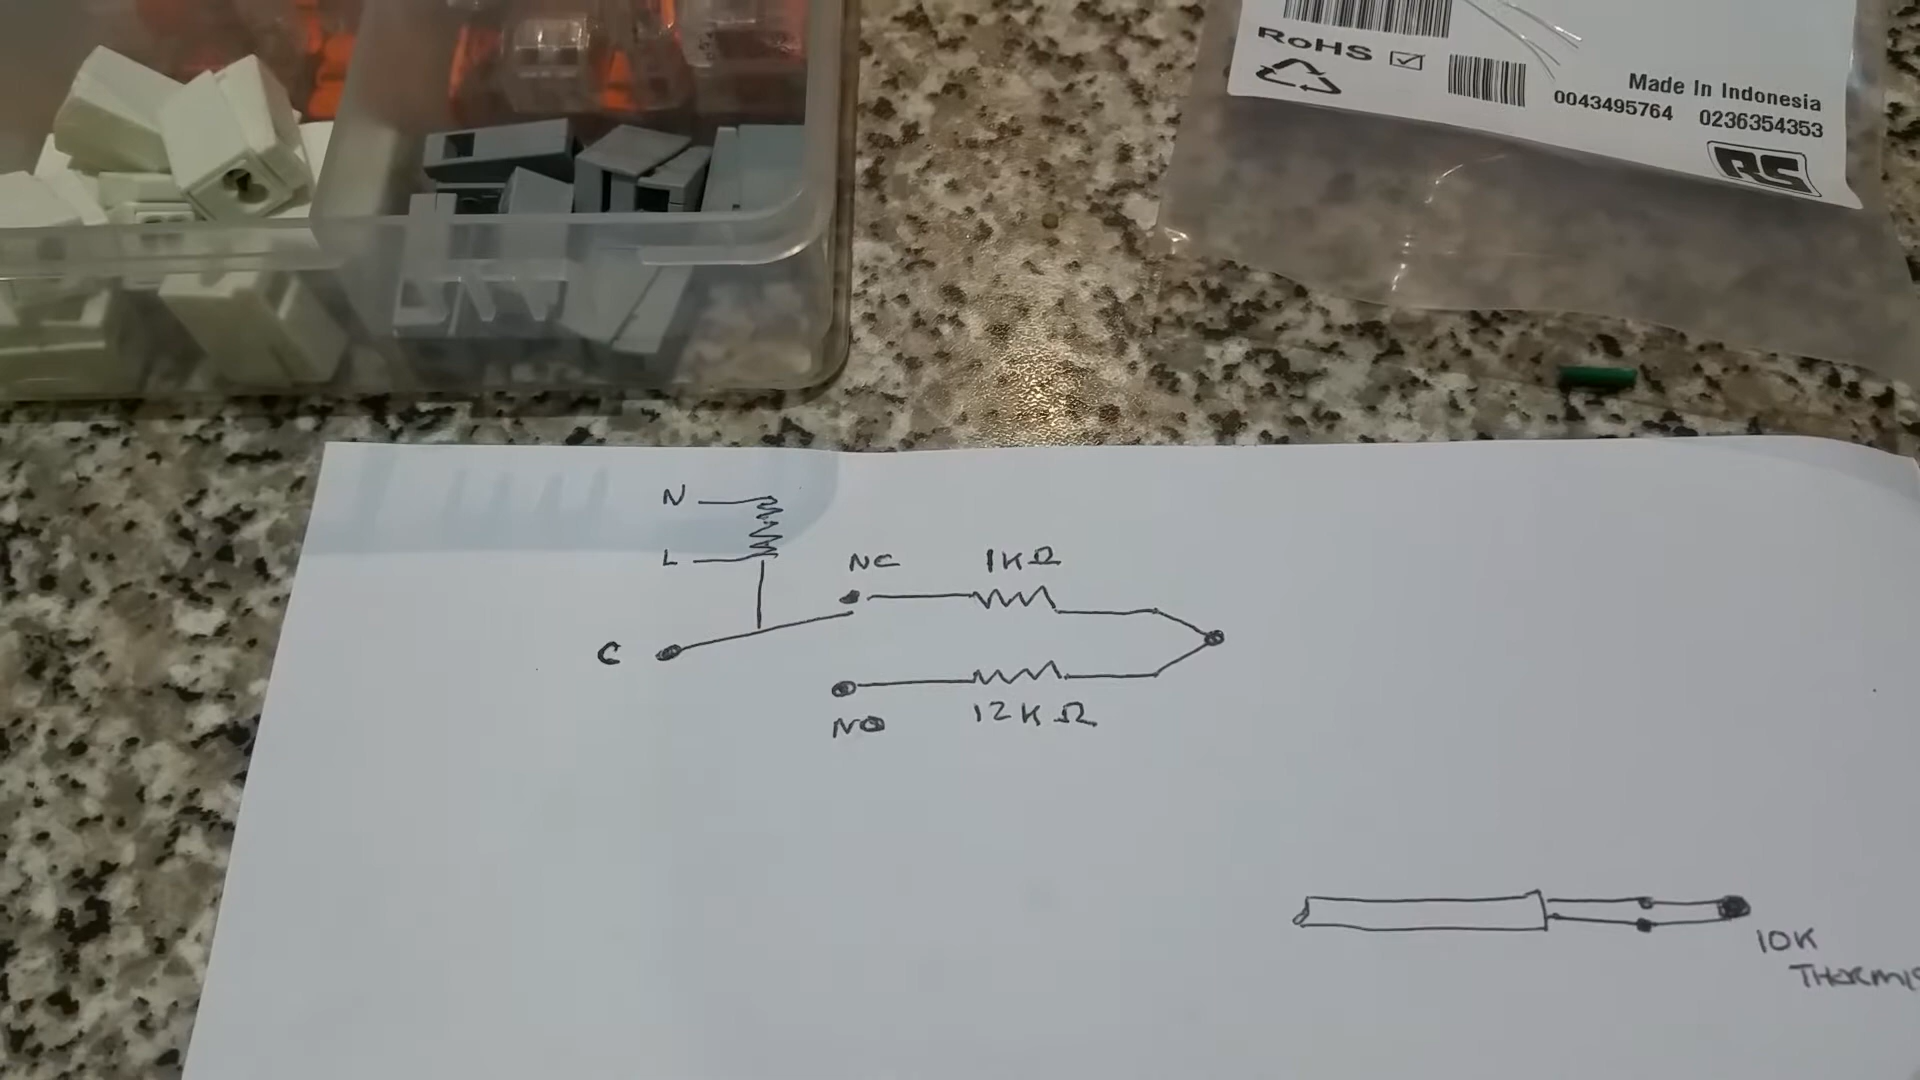 RoHS
Made In Indonesia
0043495764 0236354353
RS
N
L
NC
1KΩ
C
NO
12KΩ
10K